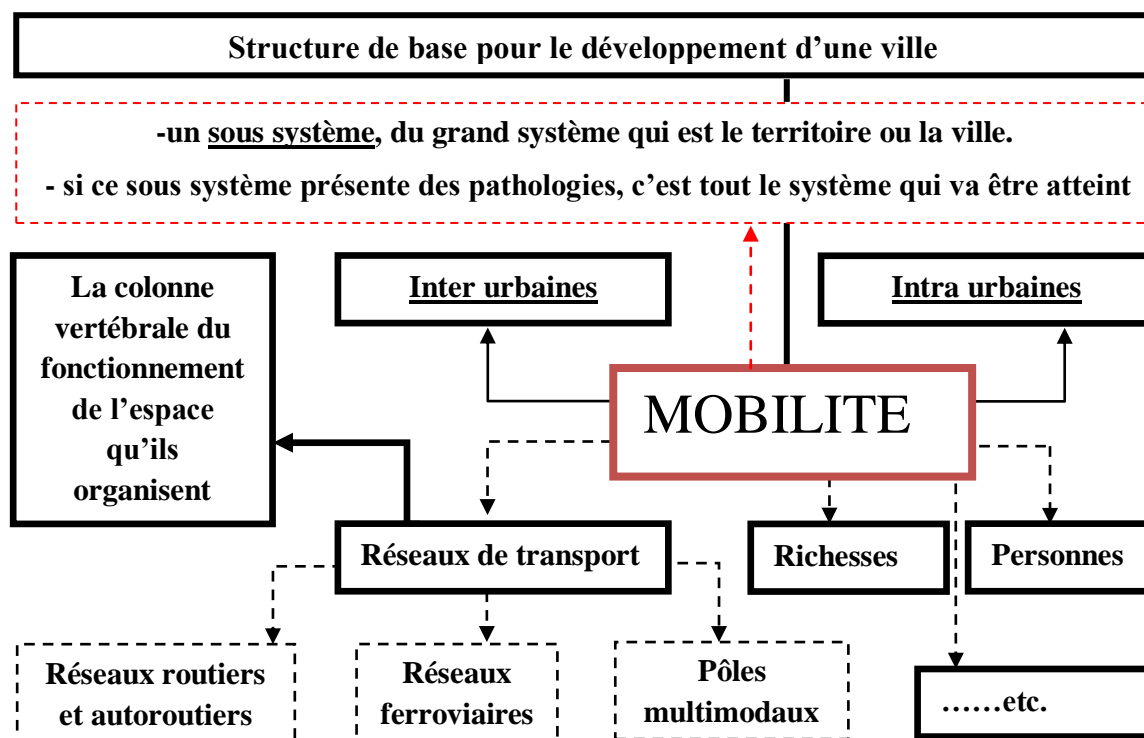 Structure de base pour le développement d’une ville
-un sous système, du grand système qui est le territoire ou la ville.
- si ce sous système présente des pathologies, c’est tout le système qui va être atteint
La colonne
vertébrale du
fonctionnement
de l’espace
qu’ils
organisent
Inter urbaines
Intra urbaines
MOBILITE
Réseaux de transport
Richesses
Personnes
Réseaux routiers
et autoroutiers
Réseaux
ferroviaires
Pôles
multimodaux
……etc.